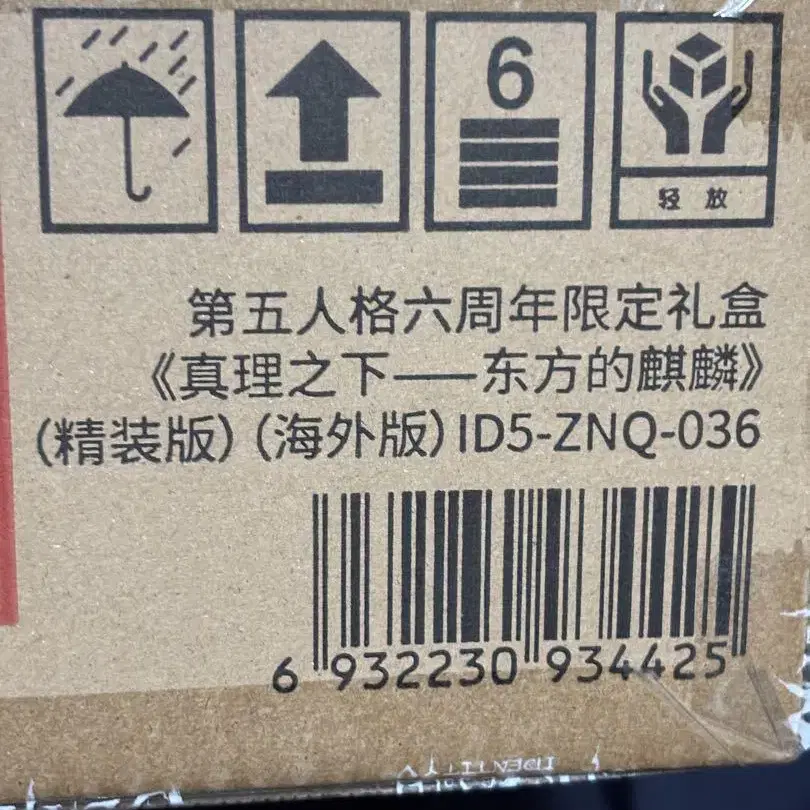 6
轻放
第五人格六周年限定礼盒
《真理之下——东方的麒麟》
(精装版)(海外版)ID5-ZNQ-036
6 932230 934425
IDENTITY